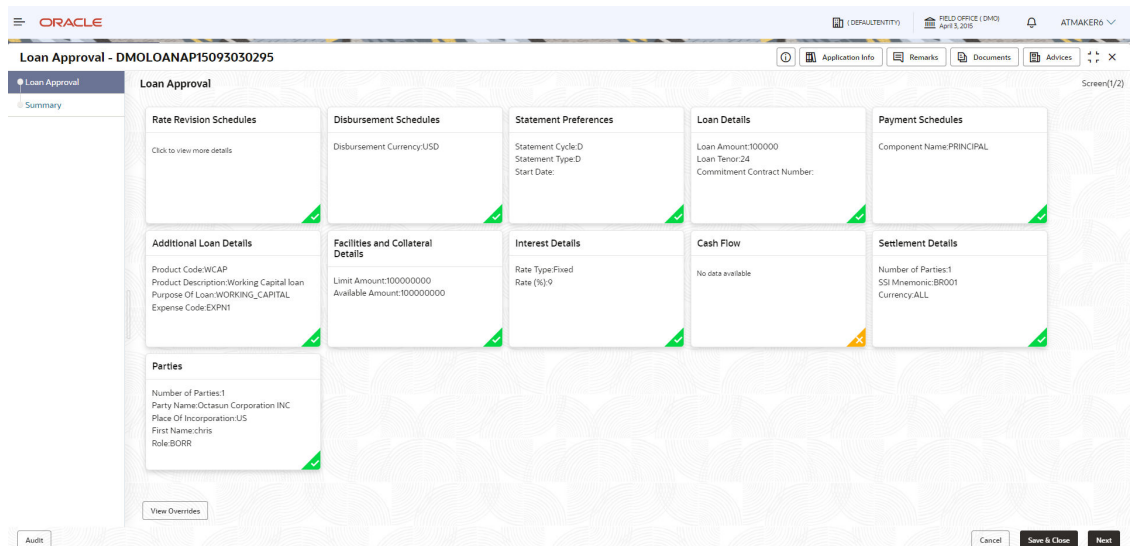 ORACLE
( DEFAULTENTITY)
FIELD OFFICE ( DMO)
April 3, 2015
ATMAKER6
Loan Approval - DMOLOANAP15093030295
Application Info
Remarks
Documents
Advices
Loan Approval
Summary
Loan Approval
Screen(1/2)
Rate Revision Schedules
Click to view more details
Disbursement Schedules
Disbursement Currency:USD
Statement Preferences
Statement Cycle:D
Statement Type:D
Start Date:
Loan Details
Loan Amount:100000
Loan Tenor:24
Commitment Contract Number:
Payment Schedules
Component Name:PRINCIPAL
Additional Loan Details
Product Code:WCAP
Product Description:Working Capital loan
Purpose Of Loan:WORKING_CAPITAL
Expense Code:EXPN1
Facilities and Collateral
Details
Limit Amount:100000000
Available Amount:100000000
Interest Details
Rate Type:Fixed
Rate (%):9
Cash Flow
No data available
Settlement Details
Number of Parties:1
SSI Mnemonic:BR001
Currency:ALL
Parties
Number of Parties:1
Party Name:Octasun Corporation INC
Place Of Incorporation:US
First Name:chris
Role:BORR
View Overrides
Audit
Cancel
Save & Close
Next